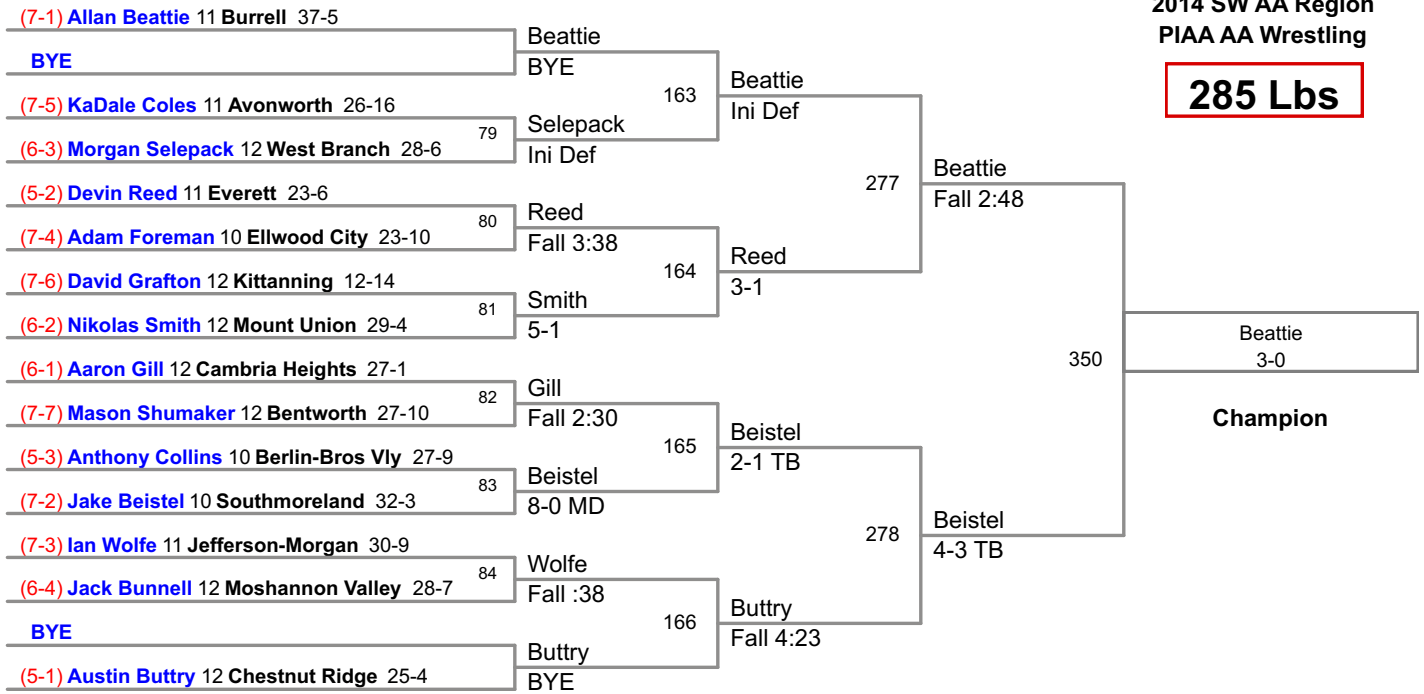 2014 SW AA Region
PIAA AA Wrestling
285 Lbs
(7-1) Allan Beattie 11 Burrell 37-5
BYE
(7-5) KaDale Coles 11 Avonworth 26-16
(6-3) Morgan Selepack 12 West Branch 28-6
(5-2) Devin Reed 11 Everett 23-6
(7-4) Adam Foreman 10 Ellwood City 23-10
(7-6) David Grafton 12 Kittanning 12-14
(6-2) Nikolas Smith 12 Mount Union 29-4
(6-1) Aaron Gill 12 Cambria Heights 27-1
(7-7) Mason Shumaker 12 Bentworth 27-10
(5-3) Anthony Collins 10 Berlin-Bros Vly 27-9
(7-2) Jake Beistel 10 Southmoreland 32-3
(7-3) Ian Wolfe 11 Jefferson-Morgan 30-9
(6-4) Jack Bunnell 12 Moshannon Valley 28-7
BYE
(5-1) Austin Buttry 12 Chestnut Ridge 25-4
79
80
81
82
83
84
Beattie
BYE
Selepack
Ini Def
Reed
Fall 3:38
Smith
5-1
Gill
Fall 2:30
Beistel
8-0 MD
Wolfe
Fall :38
Buttry
BYE
163
164
165
166
Beattie
Ini Def
Reed
3-1
Beistel
2-1 TB
Buttry
Fall 4:23
277
278
Beattie
Fall 2:48
Beistel
4-3 TB
350
Beattie
3-0
Champion